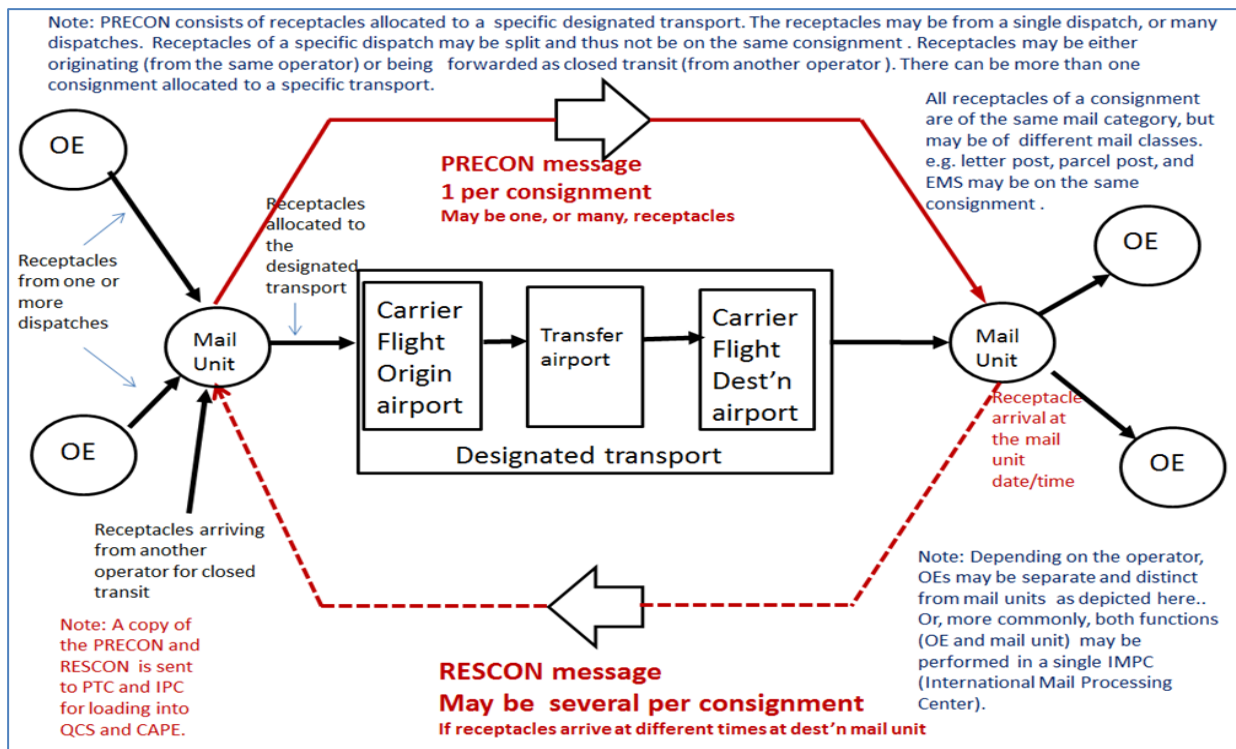 Note: PRECON consists of receptacles allocated to a specific designated transport. The receptacles may be from a single dispatch, or many
dispatches. Receptacles of a specific dispatch may be split and thus not be on the same consignment . Receptacles may be either
originating (from the same operator) or being forwarded as closed transit (from another operator ). There can be more than one
consignment allocated to a specific transport.
All receptacles of a consignment
are of the same mail category, but
may be of different mail classes.
e.g. letter post, parcel post, and
EMS may be on the same
consignment .
OE
PRECON message
1 per consignment
May be one, or many, receptacles
Receptacles
allocated to
the
designated
transport
Receptacles
from one or
more
dispatches
OE
Mail
Unit
Carrier
Flight
Origin
airport
Transfer
airport
Carrier
Flight
Dest'n
airport
Designated transport
Mail
Unit
OE
Receptacle
arrival at
the mail
unit
date/time
OE
Receptacles arriving
from another
operator for closed
transit
Note: A copy of
the PRECON and
RESCON is sent
to PTC and IPC
for loading into
QCS and CAPE.
RESCON message
May be several per consignment
If receptacles arrive at different times at dest'n mail unit
Note: Depending on the operator,
OEs may be separate and distinct
from mail units as depicted here..
Or, more commonly, both functions
(OE and mail unit) may be
performed in a single IMPC
(International Mail Processing
Center).